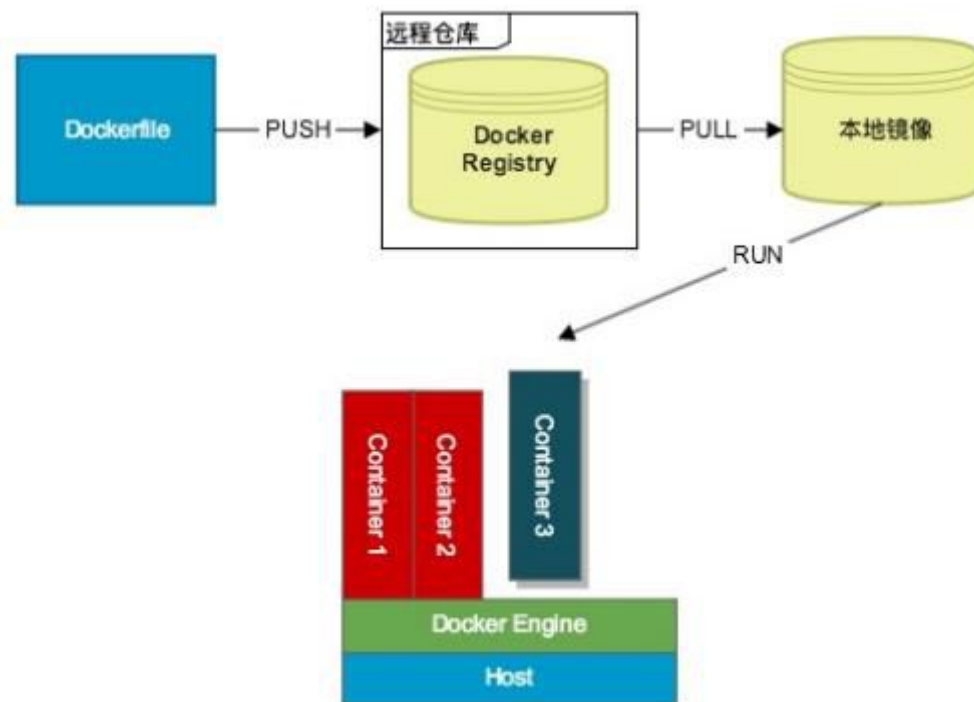 远程仓库
Dockerfile
PUSH
Docker
Registry
PULL
本地镜像
RUN
Container 1
Container 2
Container 3
Docker Engine
Host